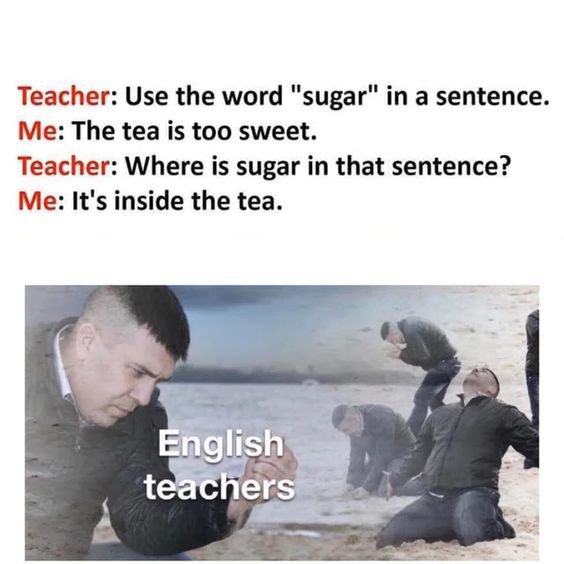 Teacher: Use the word "sugar" in a sentence.
Me: The tea is too sweet.
Teacher: Where is sugar in that sentence?
Me: It's inside the tea.
English
teachers